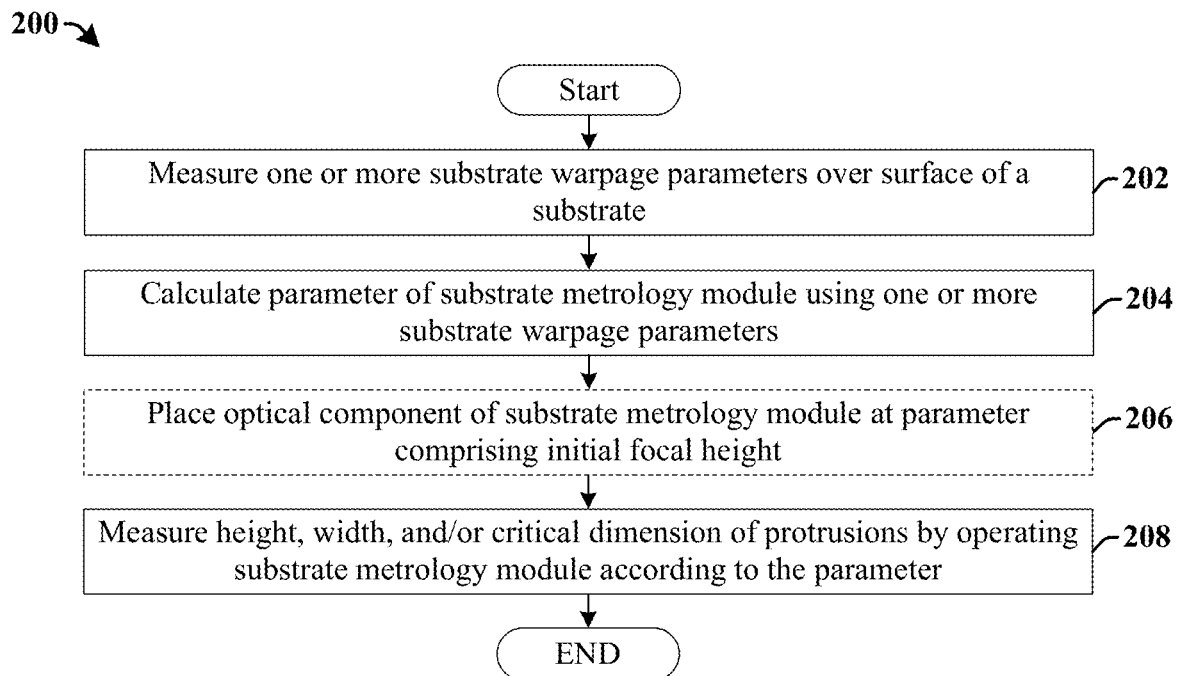 200
Start
Measure one or more substrate warpage parameters over surface of a
substrate
202
Calculate parameter of substrate metrology module using one or more
substrate warpage parameters
204
Place optical component of substrate metrology module at parameter
comprising initial focal height
206
Measure height, width, and/or critical dimension of protrusions by operating
substrate metrology module according to the parameter
208
END